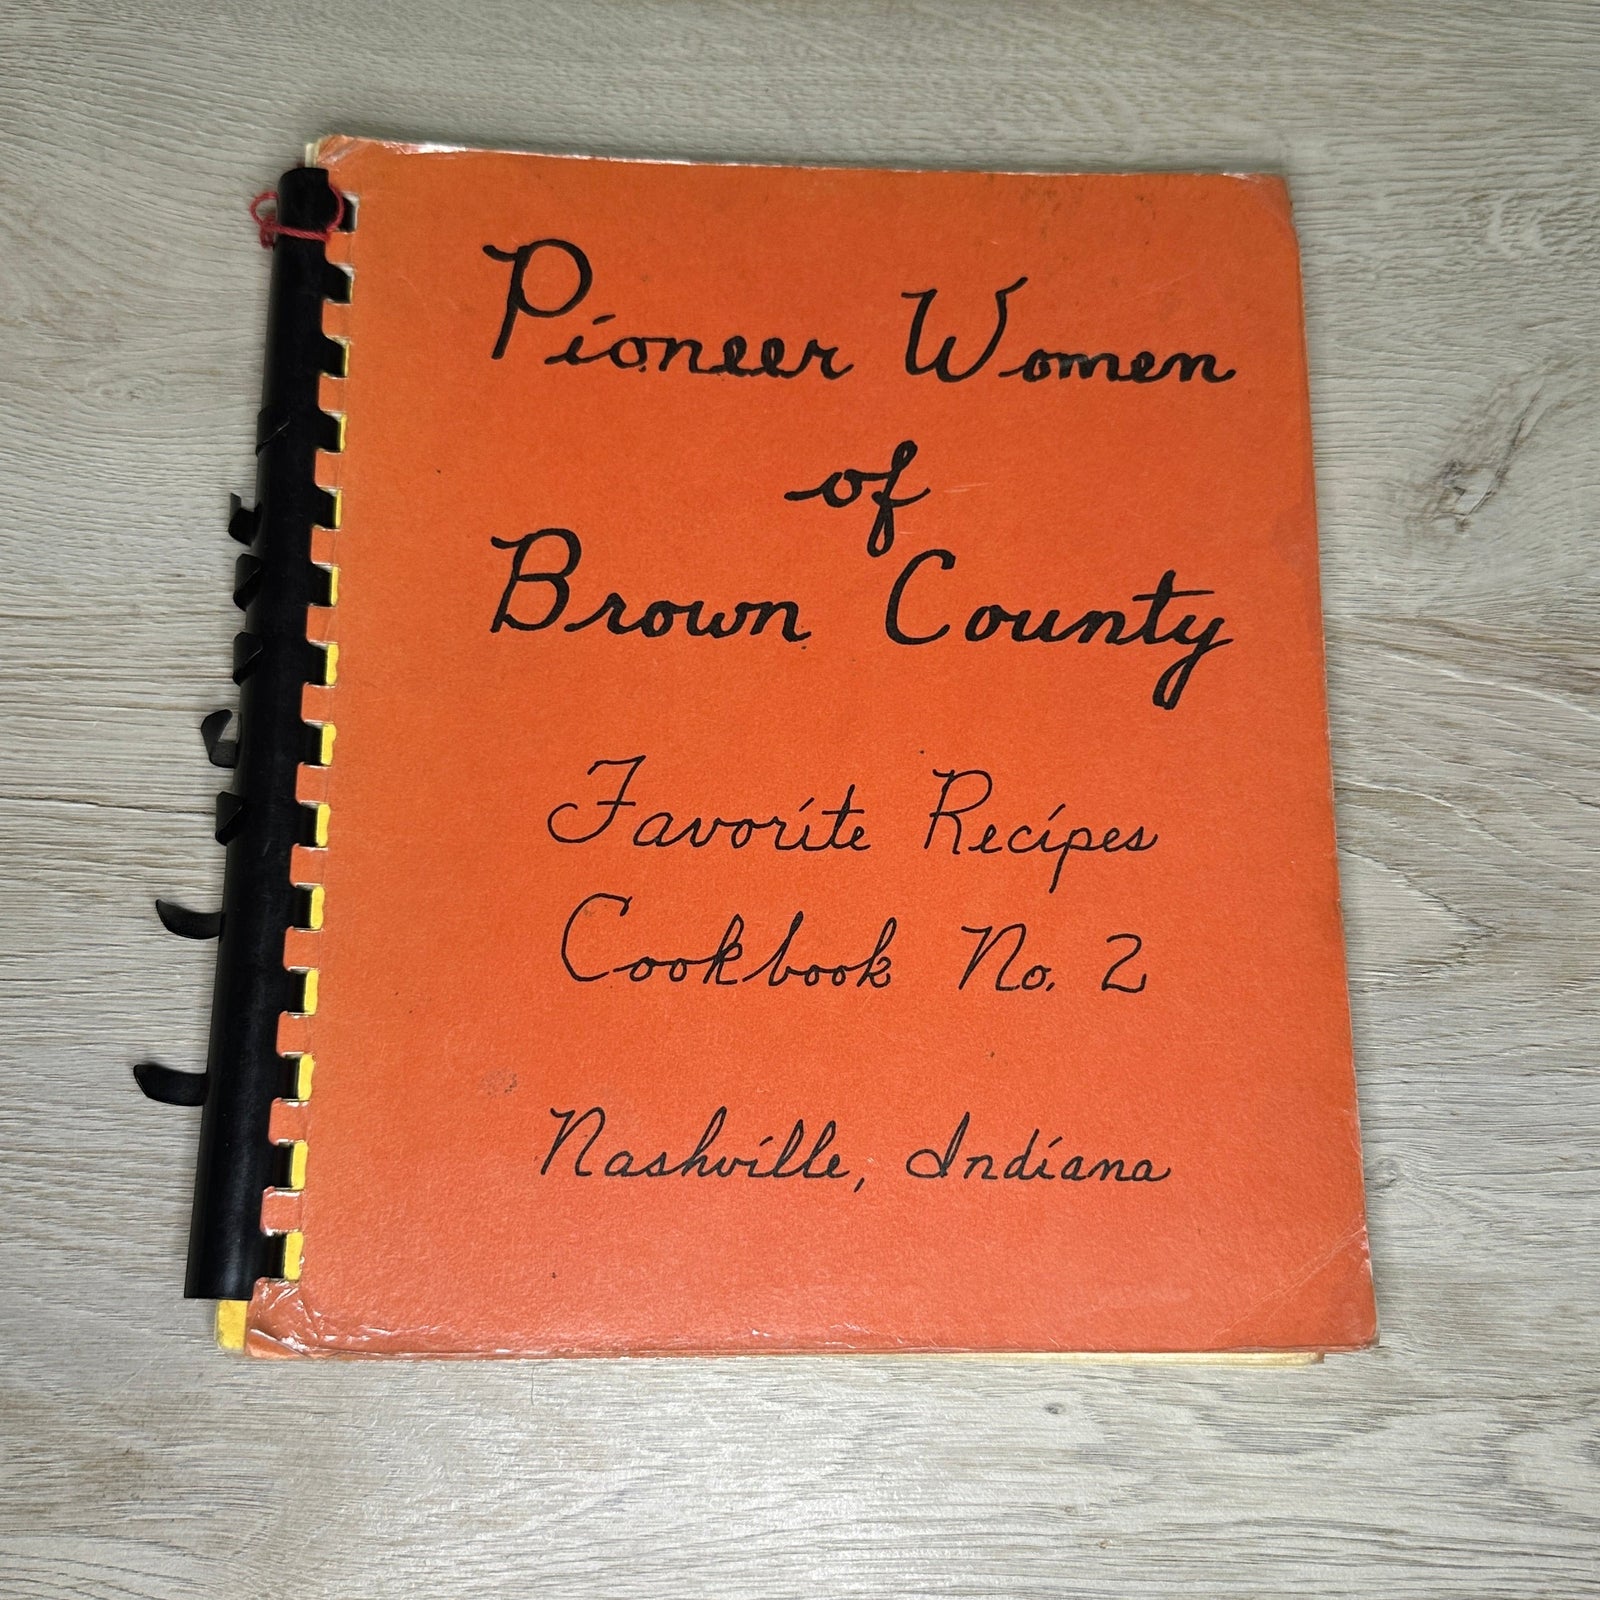 Pioneer Women
of
Brown County
Favorite Recipes
Cookbook No. 2
Nashville, Indiana